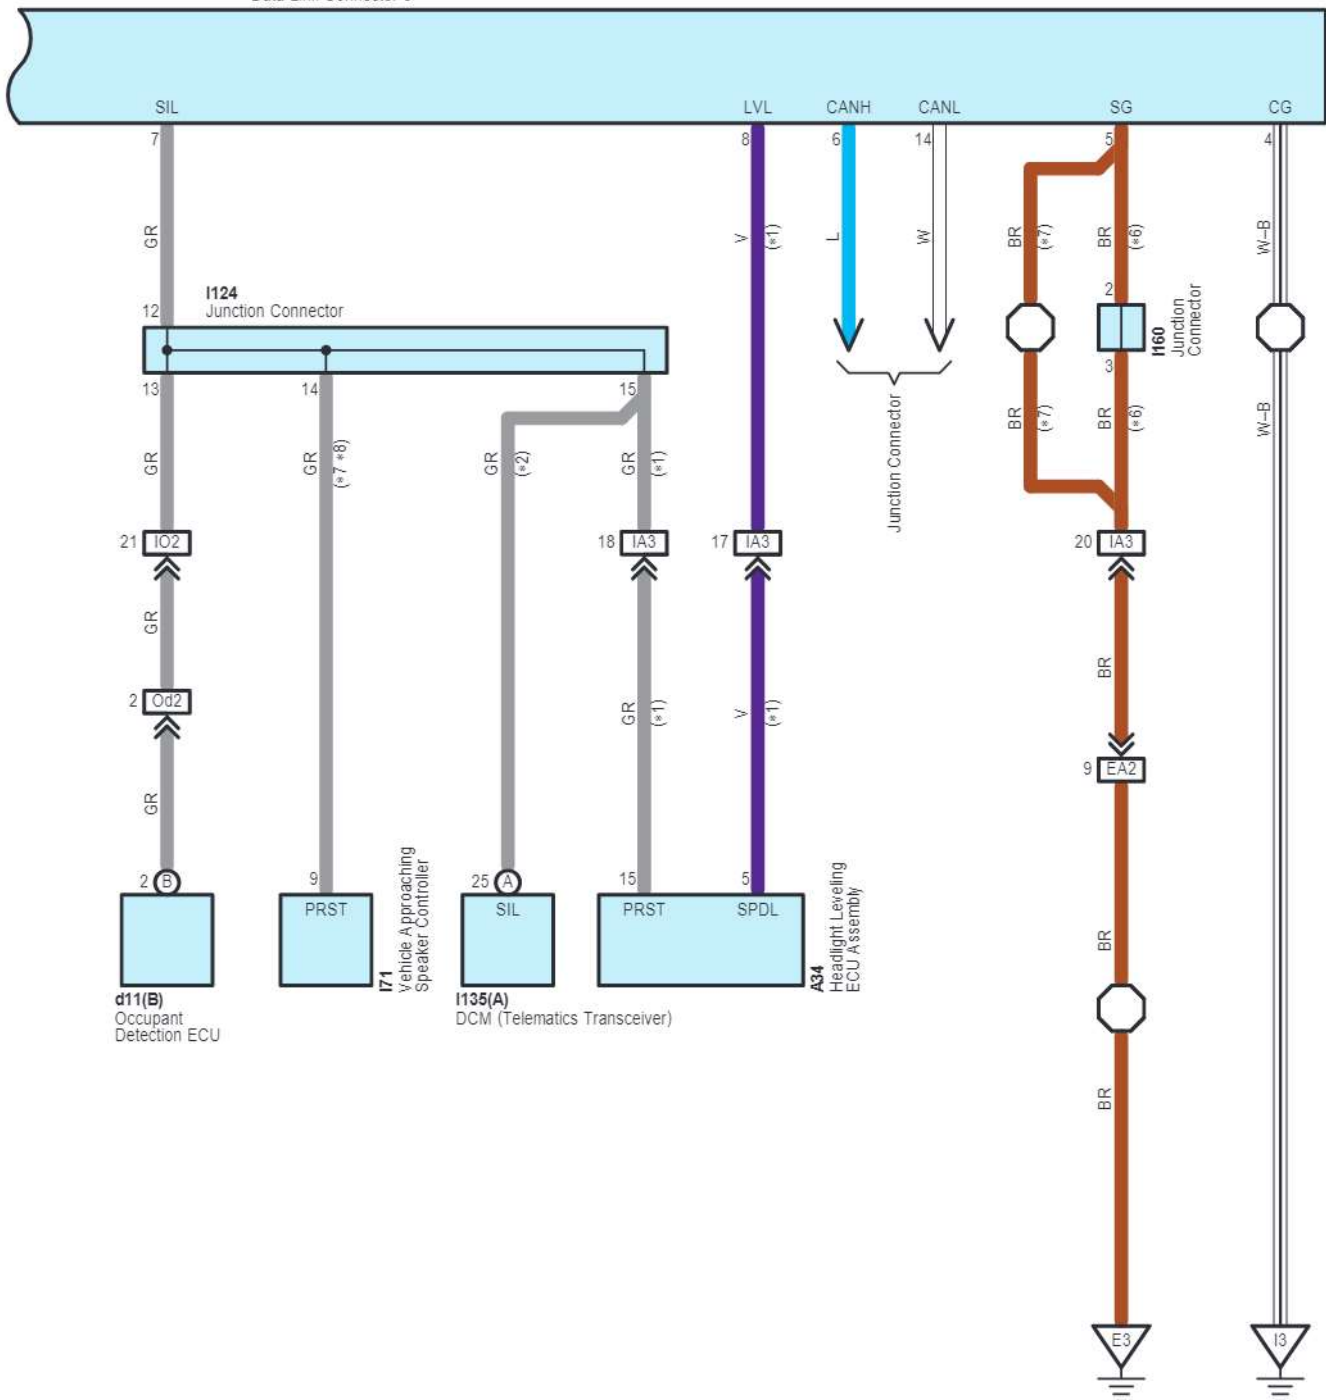 Data Link Connector 3
SIL
LVL
CANH
CANL
SG
CG
7
8
6
14
5
4
GR
V
(*1)
L
W
BR
(*7)
BR
(*6)
W-B
I124
Junction Connector
12
2
I160
Junction
Connector
13
14
15
3
GR
GR
(*7 *8)
GR
(*2)
GR
(*1)
Junction Connector
BR
(*7)
BR
(*6)
W-B
21 IO2
18 IA3
17 IA3
20 IA3
GR
BR
2 Od2
GR
(*1)
V
(*1)
9 EA2
GR
2 B
9
25 A
15
5
PRST
SIL
PRST
SPDL
I71
Vehicle Approaching
Speaker Controller
A34
Headlight Leveling
ECU Assembly
BR
d11(B)
Occupant
Detection ECU
I135(A)
DCM (Telematics Transceiver)
BR
E3
I3